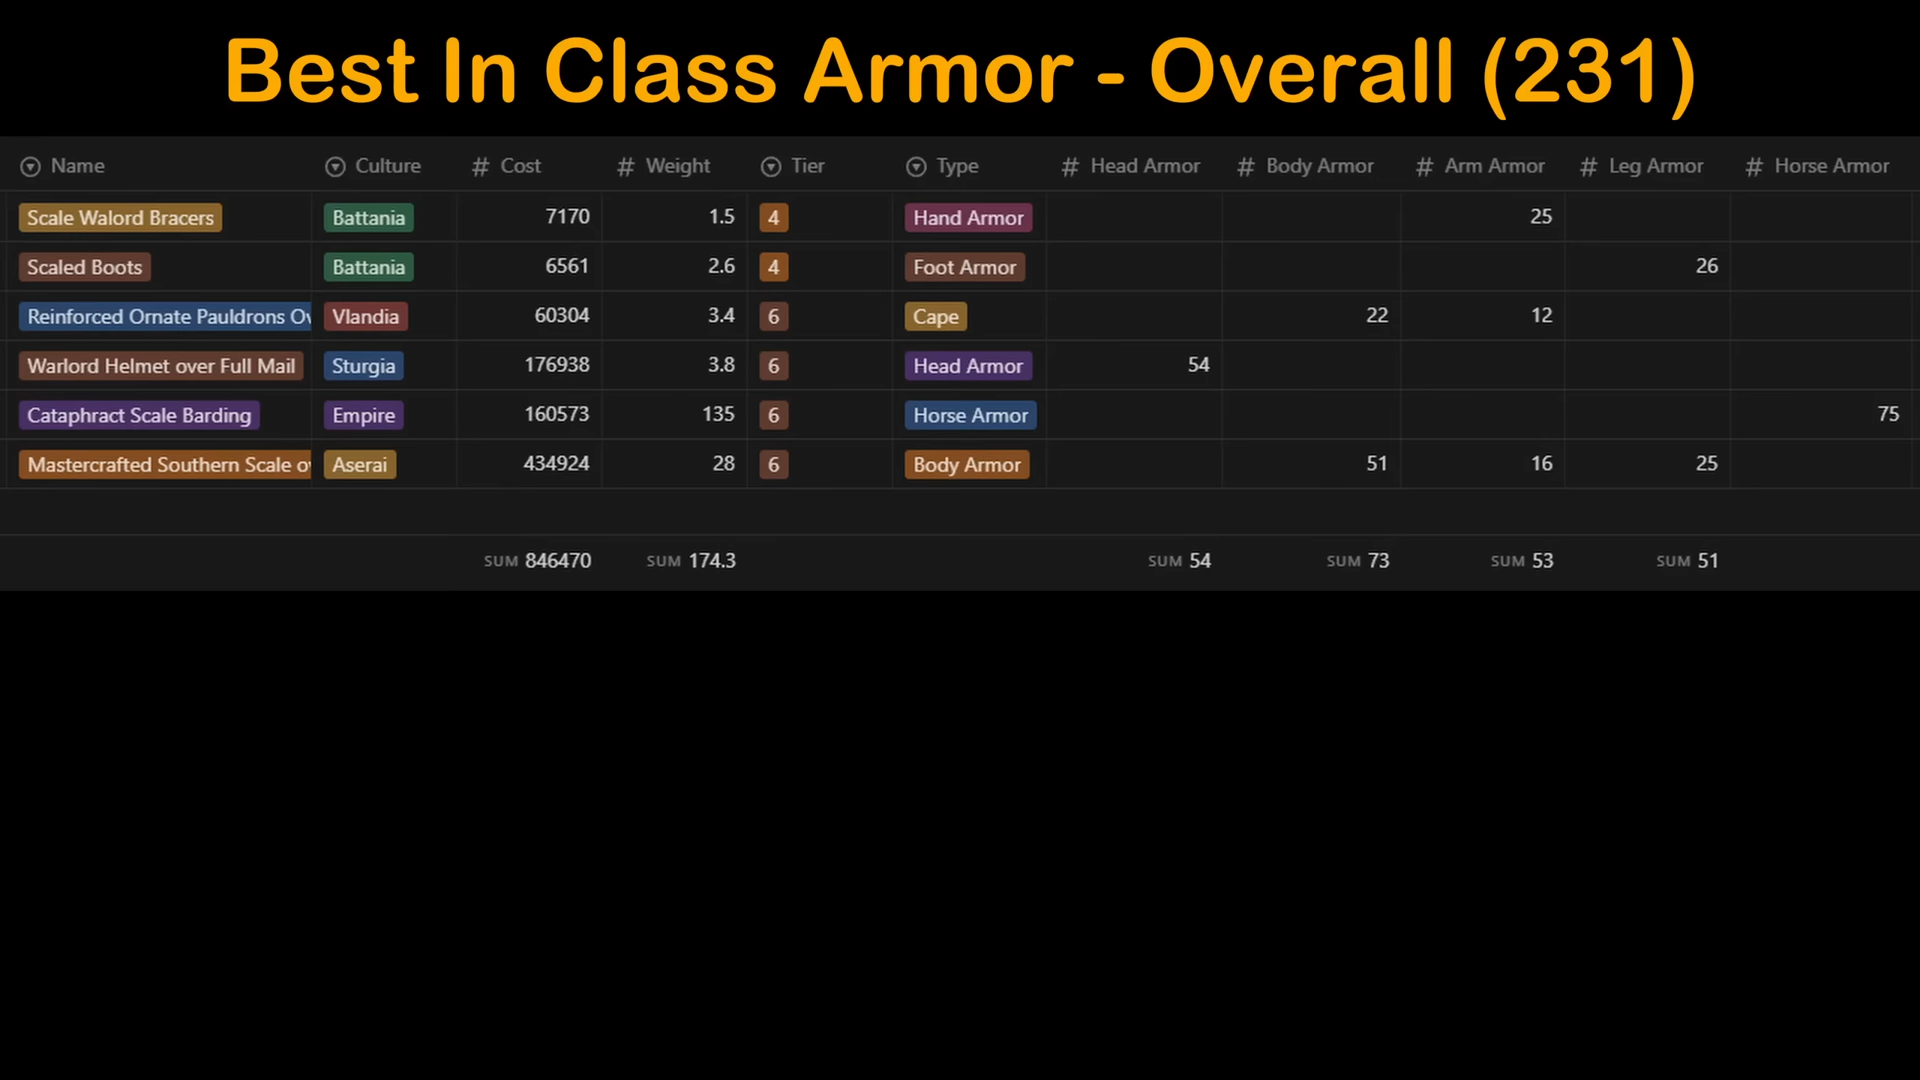 Best In Class Armor - Overall (231)
Name Culture # Cost # Weight Tier Type # Head Armor # Body Armor # Arm Armor # Leg Armor # Horse Armor
Scale Walord Bracers Battania 7170 1.5 4 Hand Armor 25
Scaled Boots Battania 6561 2.6 4 Foot Armor 26
Reinforced Ornate Pauldrons Ov Vlandia 60304 3.4 6 Cape 22 12
Warlord Helmet over Full Mail Sturgia 176938 3.8 6 Head Armor 54
Cataphract Scale Barding Empire 160573 135 6 Horse Armor 75
Mastercrafted Southern Scale ov Aserai 434924 28 6 Body Armor 51 16 25
SUM 846470 SUM 174.3 SUM 54 SUM 73 SUM 53 SUM 51